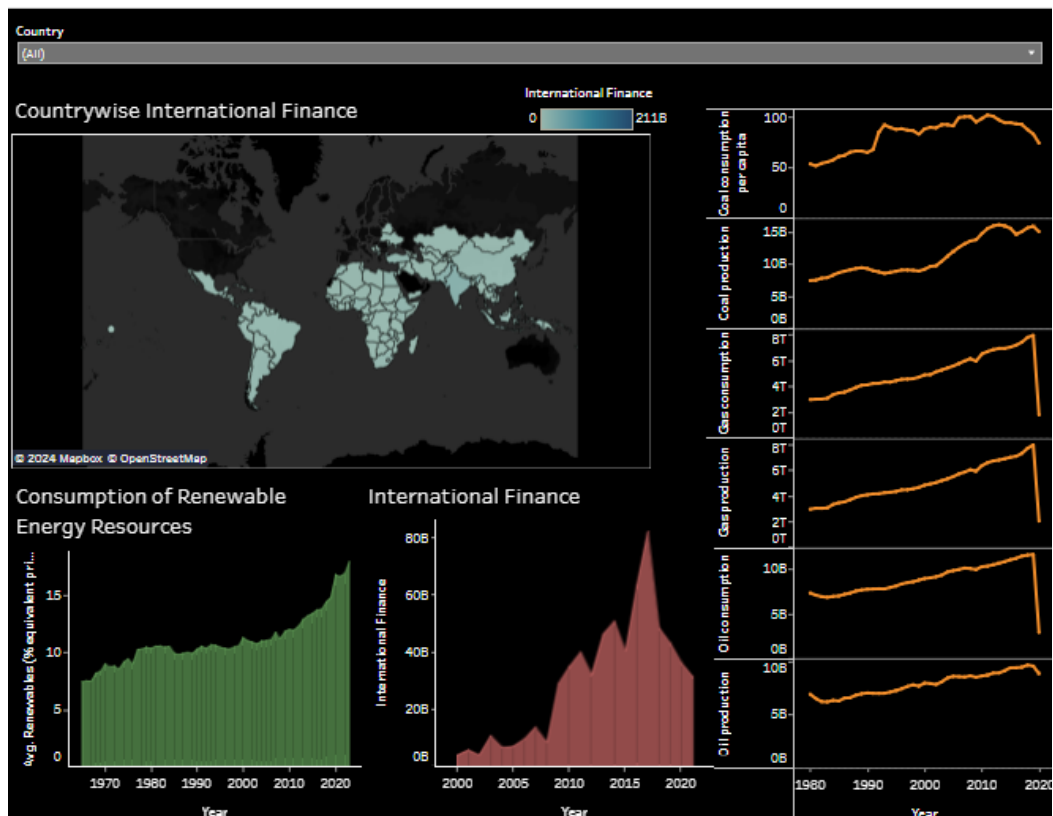 Country
(All)
Countrywise International Finance
International Finance
0
211B
© 2024 Mapbox © OpenStreetMap
Consumption of Renewable
Energy Resources
Avg. Renewables (% equivalent pri...
15
10
5
0
1970
1980
1990
2000
2010
2020
Year
International Finance
International Finance
80B
60B
40B
20B
0B
2000
2005
2010
2015
2020
Year
Coal consumption
per capita
100
50
0
Coal production
15B
10B
5B
0B
Gas consumption
8T
6T
4T
2T
0T
Gas production
8T
6T
4T
2T
0T
Oil consumption
10B
5B
0B
Oil production
10B
5B
0B
1980
1990
2000
2010
2020
Year